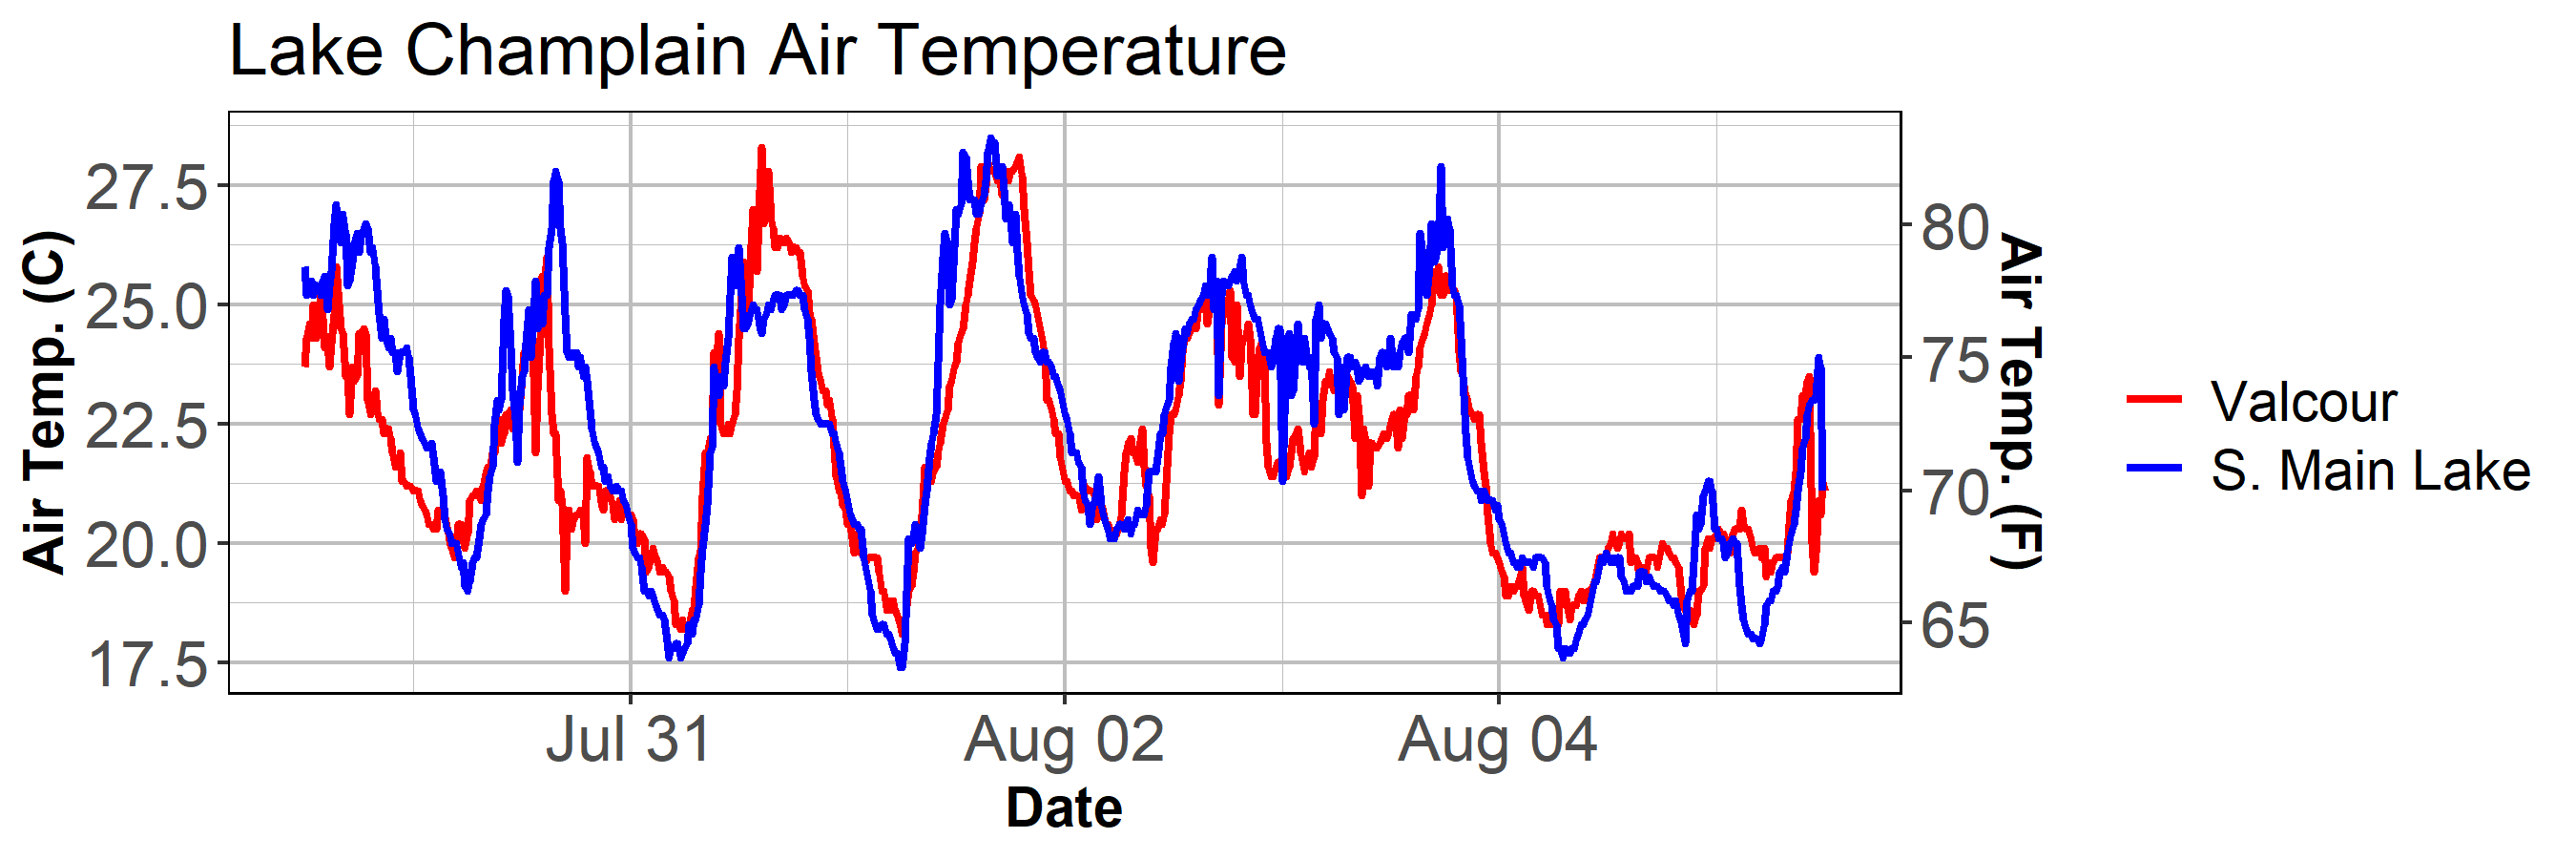 Lake Champlain Air Temperature
Air Temp. (C)
27.5
25.0
22.5
20.0
17.5
80
75
70
65
Air Temp. (F)
Jul 31
Aug 02
Aug 04
Date
Valcour
S. Main Lake